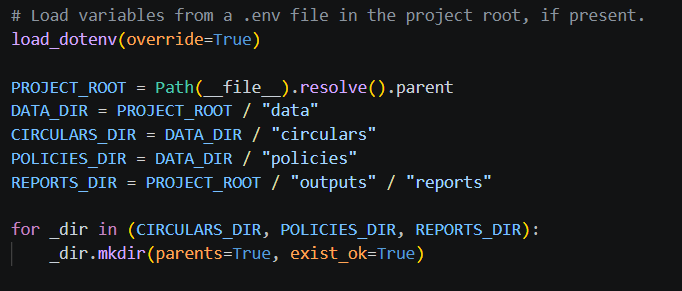 # Load variables from a .env file in the project root, if present.
load_dotenv(override=True)

PROJECT_ROOT = Path(__file__).resolve().parent
DATA_DIR = PROJECT_ROOT / "data"
CIRCULARS_DIR = DATA_DIR / "circulars"
POLICIES_DIR = DATA_DIR / "policies"
REPORTS_DIR = PROJECT_ROOT / "outputs" / "reports"

for _dir in (CIRCULARS_DIR, POLICIES_DIR, REPORTS_DIR):
    _dir.mkdir(parents=True, exist_ok=True)